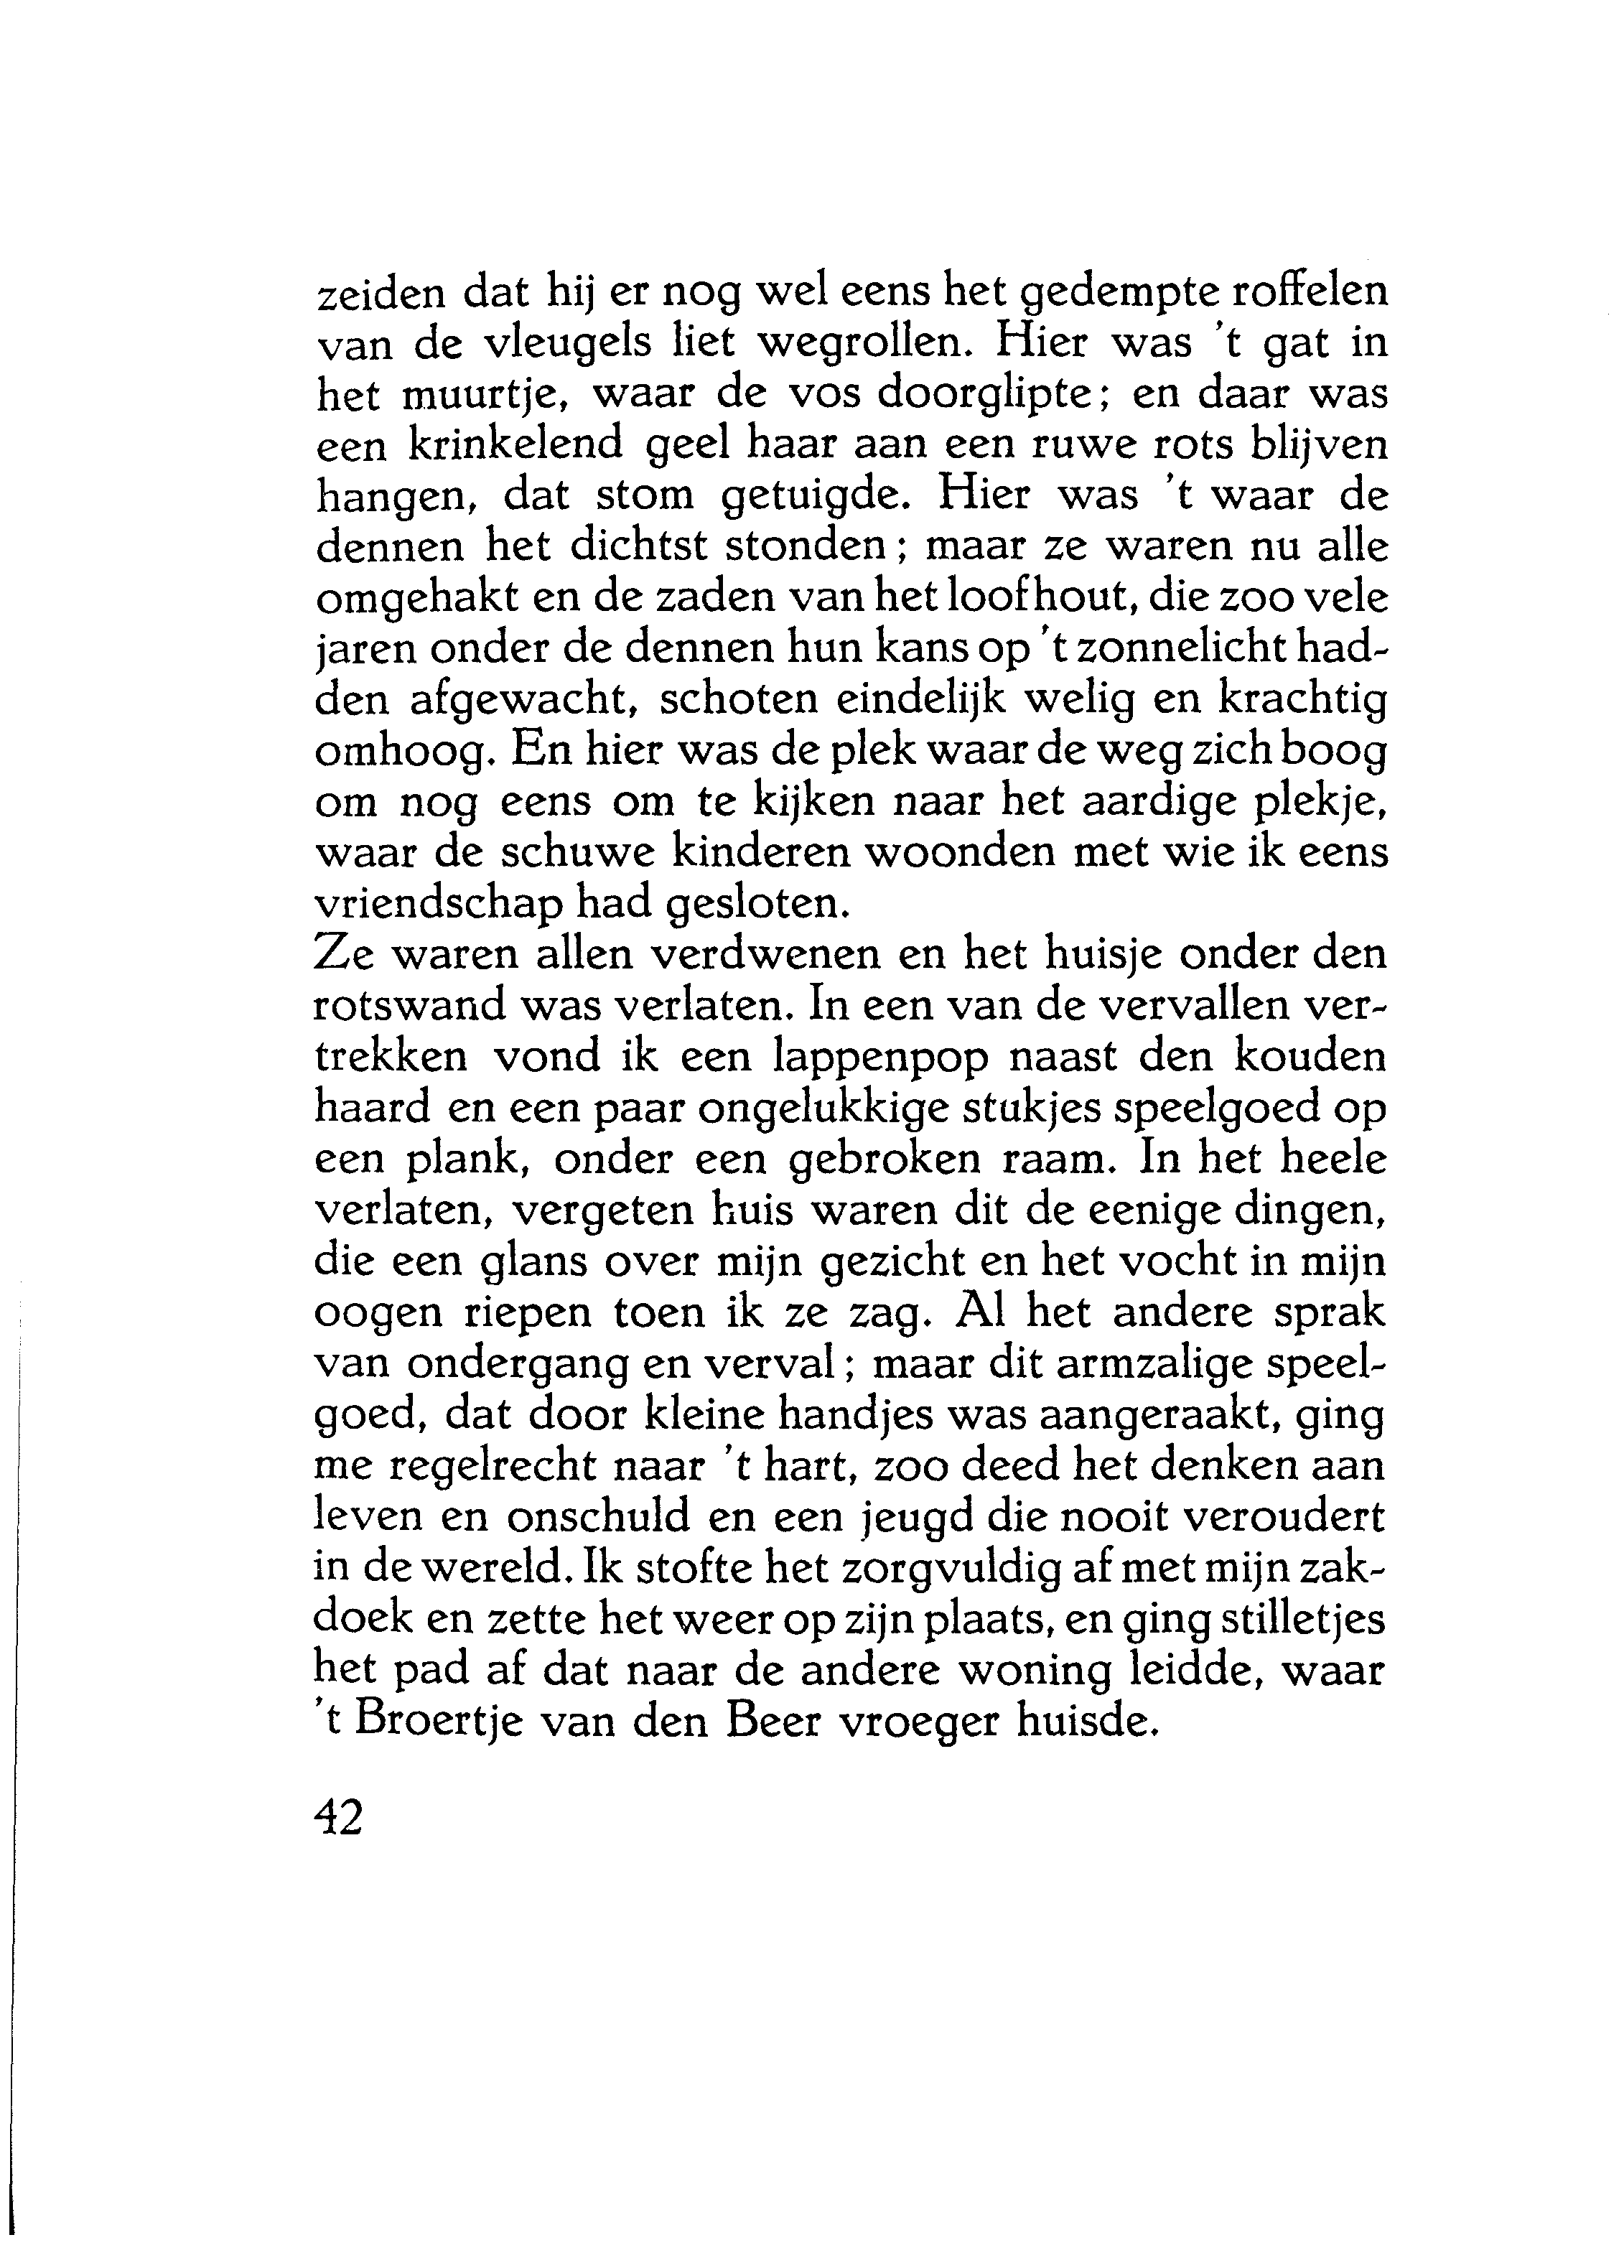 zeiden dat hij er nog wel eens het gedempte roffelen
van de vleugels liet wegrollen. Hier was 't gat in
het muurtje, waar de vos doorglipte; en daar was
een krinkelend geel haar aan een ruwe rots blijven
hangen, dat stom getuigde. Hier was 't waar de
dennen het dichtst stonden; maar ze waren nu alle
omgehakt en de zaden van het loofhout, die zoo vele
jaren onder de dennen hun kans op 't zonnelicht had-
den afgewacht, schoten eindelijk welig en krachtig
omhoog. En hier was de plek waar de weg zich boog
om nog eens om te kijken naar het aardige plekje,
waar de schuwe kinderen woonden met wie ik eens
vriendschap had gesloten.
Ze waren allen verdwenen en het huisje onder den
rotswand was verlaten. In een van de vervallen ver-
trekken vond ik een lappenpop naast den kouden
haard en een paar ongelukkige stukjes speelgoed op
een plank, onder een gebroken raam. In het heele
verlaten, vergeten huis waren dit de eenige dingen,
die een glans over mijn gezicht en het vocht in mijn
oogen riepen toen ik ze zag. Al het andere sprak
van ondergang en verval; maar dit armzalige speel-
goed, dat door kleine handjes was aangeraakt, ging
me regelrecht naar 't hart, zoo deed het denken aan
leven en onschuld en een jeugd die nooit veroudert
in de wereld. Ik stofte het zorgvuldig af met mijn zak-
doek en zette het weer op zijn plaats, en ging stilletjes
het pad af dat naar de andere woning leidde, waar
't Broertje van den Beer vroeger huisde.
42